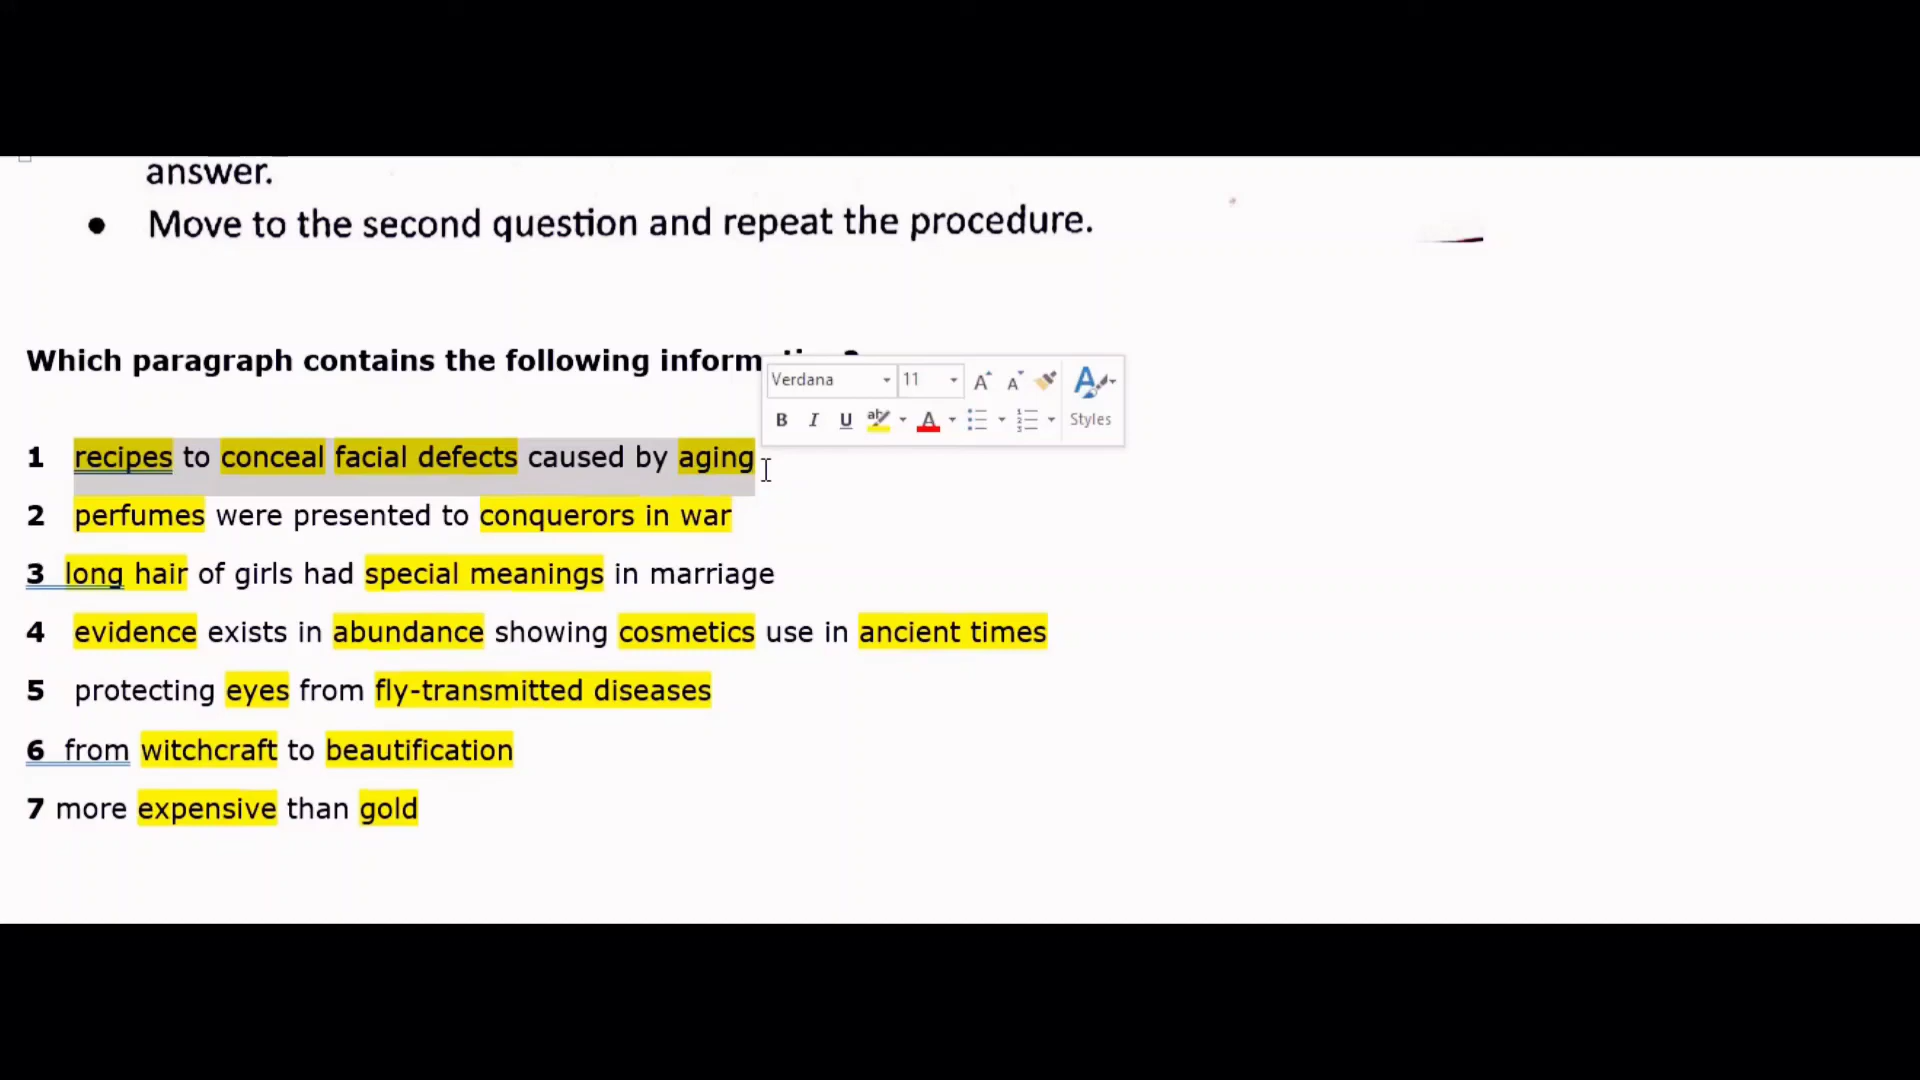 answer.
• Move to the second question and repeat the procedure.
Which paragraph contains the following inform
Verdana 11
B I U Styles
1 recipes to conceal facial defects caused by aging
2 perfumes were presented to conquerors in war
3 long hair of girls had special meanings in marriage
4 evidence exists in abundance showing cosmetics use in ancient times
5 protecting eyes from fly-transmitted diseases
6 from witchcraft to beautification
7 more expensive than gold